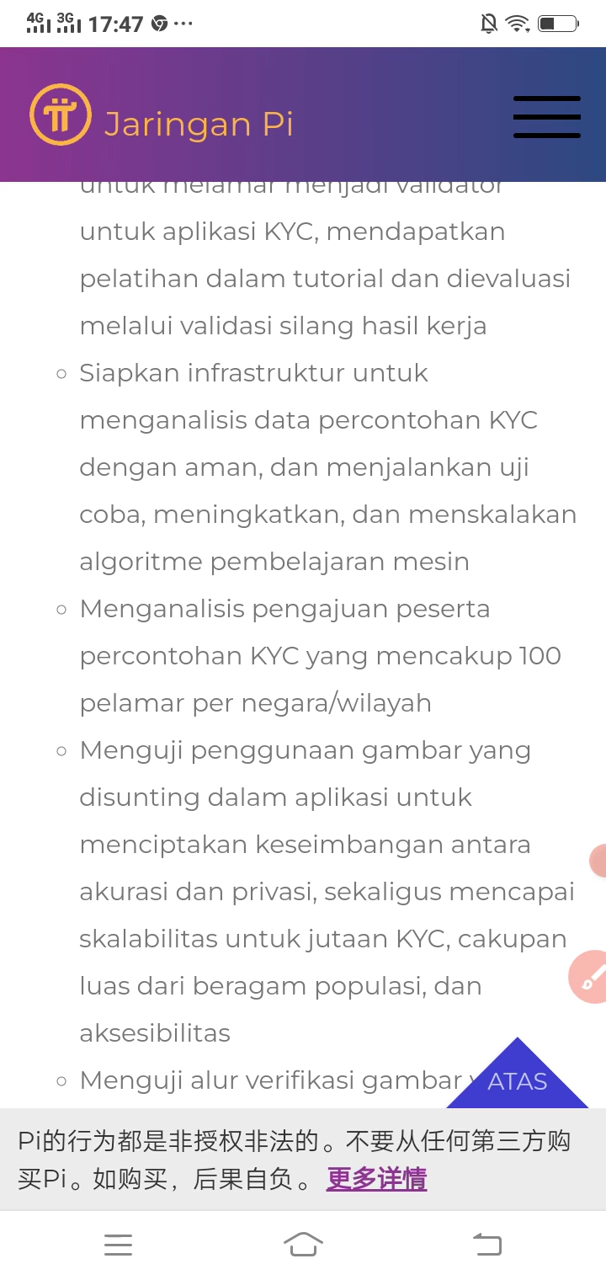 4G 3G 17:47 ...
Jaringan Pi
untuk melamar menjadi validator
untuk aplikasi KYC, mendapatkan
pelatihan dalam tutorial dan dievaluasi
melalui validasi silang hasil kerja
Siapkan infrastruktur untuk
menganalisis data percontohan KYC
dengan aman, dan menjalankan uji
coba, meningkatkan, dan menskalakan
algoritme pembelajaran mesin
Menganalisis pengajuan peserta
percontohan KYC yang mencakup 100
pelamar per negara/wilayah
Menguji penggunaan gambar yang
disunting dalam aplikasi untuk
menciptakan keseimbangan antara
akurasi dan privasi, sekaligus mencapai
skalabilitas untuk jutaan KYC, cakupan
luas dari beragam populasi, dan
aksesibilitas
Menguji alur verifikasi gambar
ATAS
Pi的行为都是非授权非法的。不要从任何第三方购
买Pi。如购买，后果自负。 更多详情